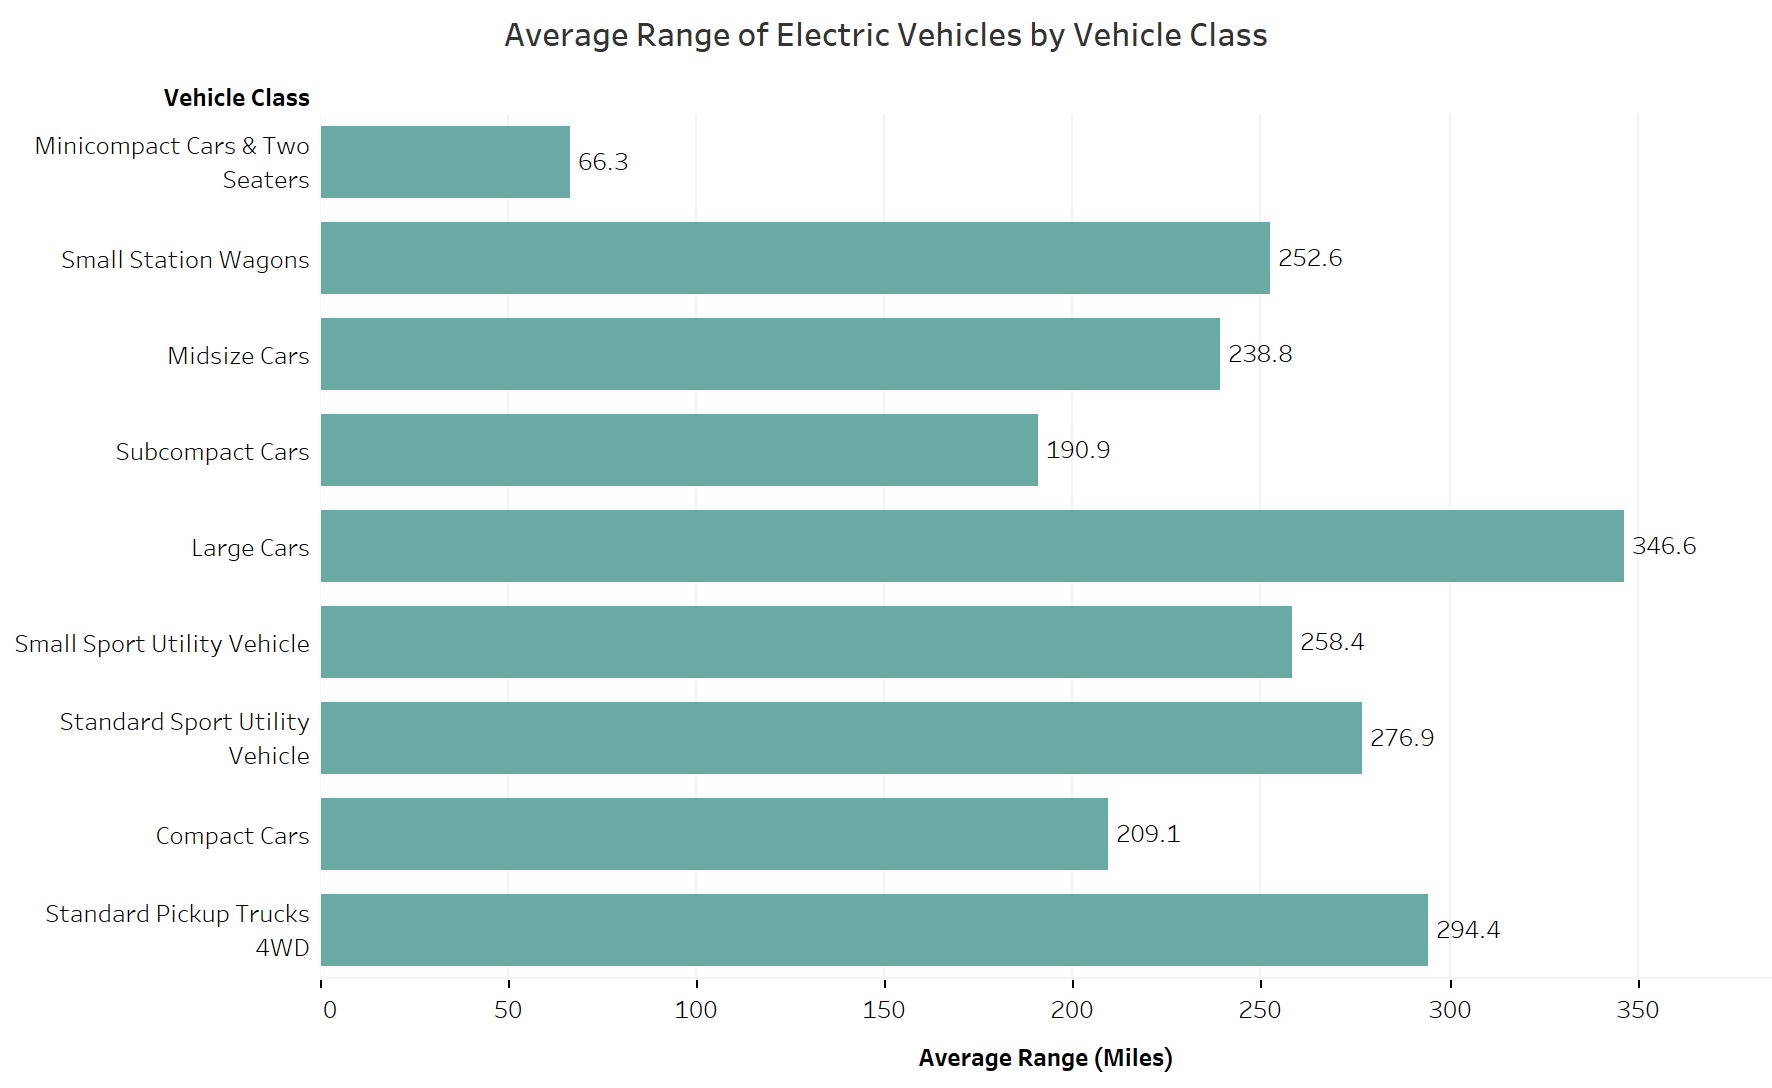 Average Range of Electric Vehicles by Vehicle Class
Vehicle Class
Minicompact Cars & Two
Seaters
66.3
Small Station Wagons
252.6
Midsize Cars
238.8
Subcompact Cars
190.9
Large Cars
346.6
Small Sport Utility Vehicle
258.4
Standard Sport Utility
Vehicle
276.9
Compact Cars
209.1
Standard Pickup Trucks
4WD
294.4
0 50 100 150 200 250 300 350
Average Range (Miles)